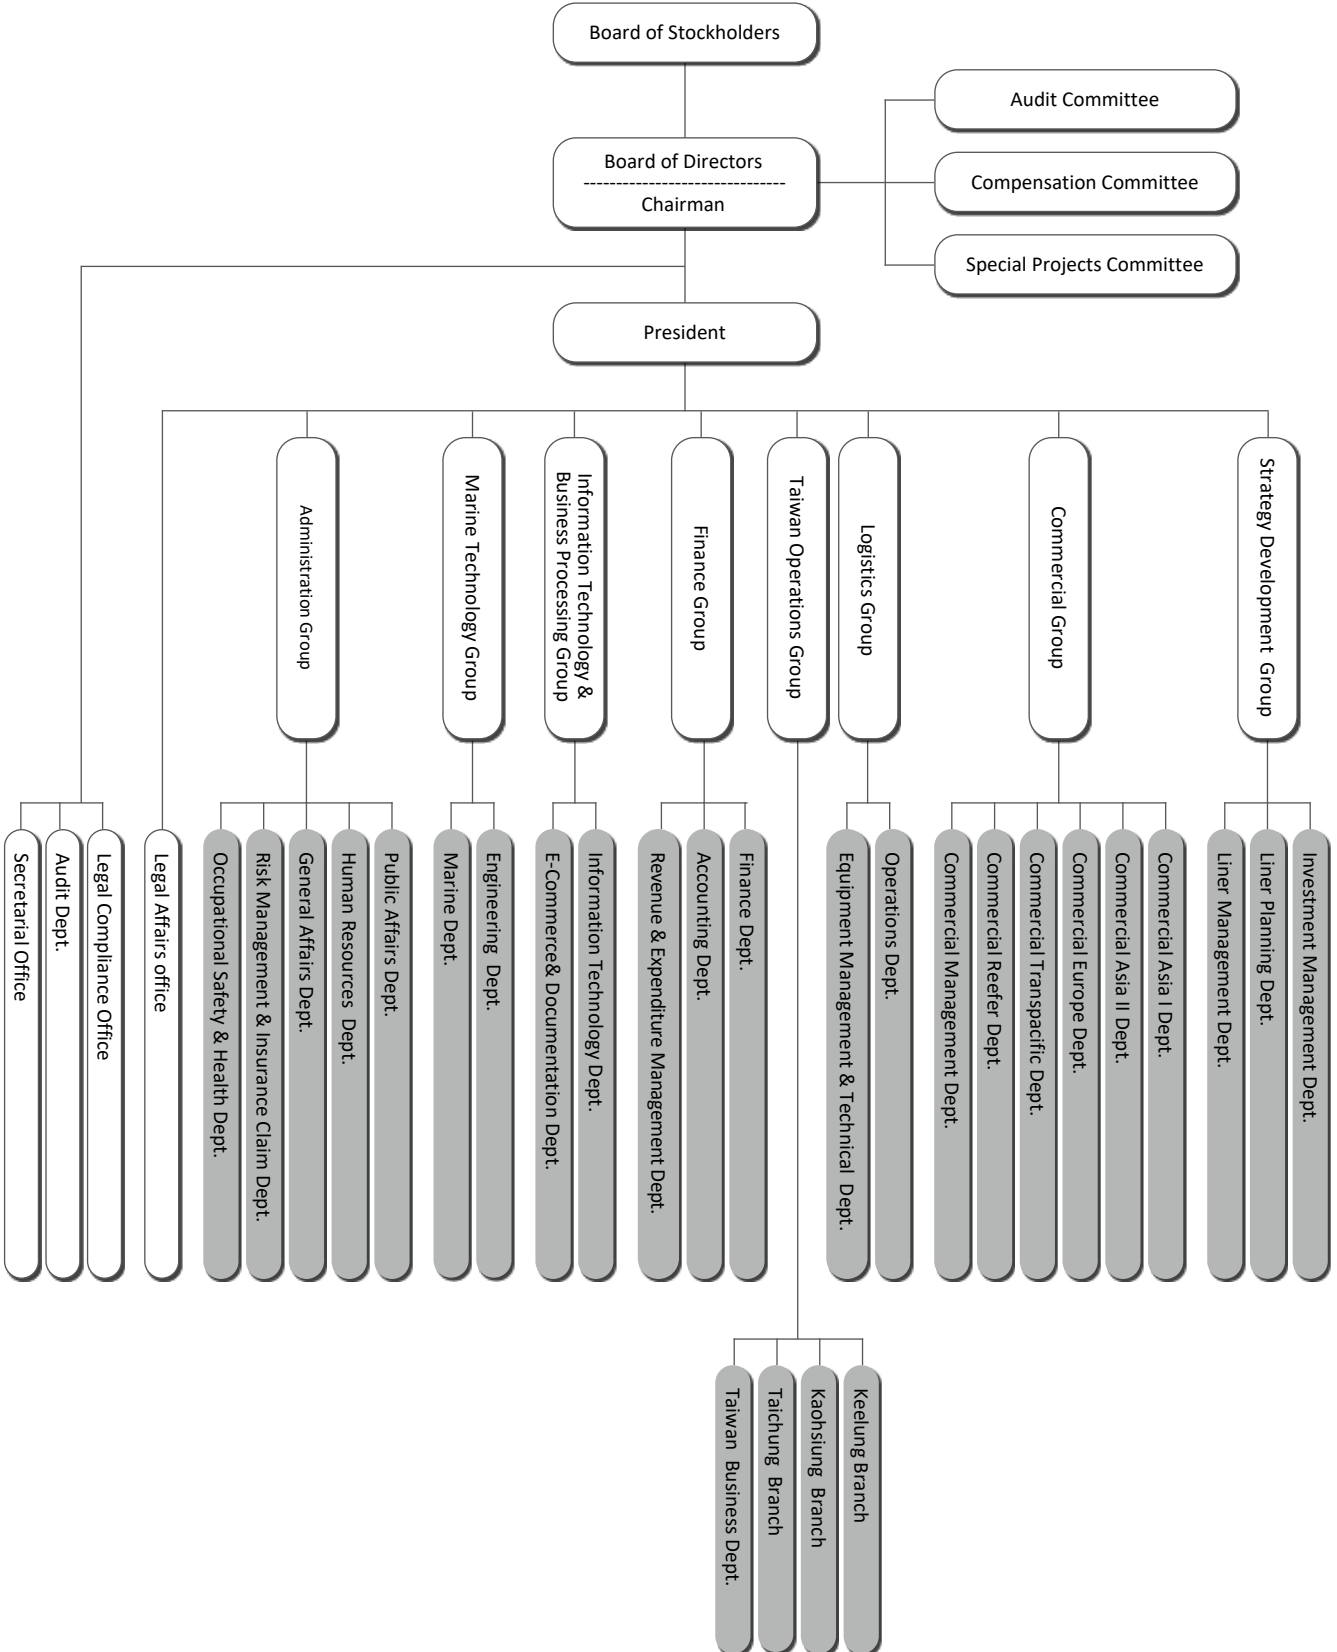 Board of Stockholders
Audit Committee
Board of Directors
-------------------------------
Chairman
Compensation Committee
Special Projects Committee
President
Administration Group
Marine Technology Group
Information Technology &
Business Processing Group
Finance Group
Taiwan Operations Group
Logistics Group
Commercial Group
Strategy Development Group
Secretarial Office
Audit Dept.
Legal Compliance Office
Legal Affairs office
Occupational Safety & Health Dept.
Risk Management & Insurance Claim Dept.
General Affairs Dept.
Human Resources Dept.
Public Affairs Dept.
Marine Dept.
Engineering Dept.
E-Commerce& Documentation Dept.
Information Technology Dept.
Revenue & Expenditure Management Dept.
Accounting Dept.
Finance Dept.
Equipment Management & Technical Dept.
Operations Dept.
Commercial Management Dept.
Commercial Reefer Dept.
Commercial Transpacific Dept.
Commercial Europe Dept.
Commercial Asia II Dept.
Commercial Asia I Dept.
Liner Management Dept.
Liner Planning Dept.
Investment Management Dept.
Taiwan Business Dept.
Taichung Branch
Kaohsiung Branch
Keelung Branch